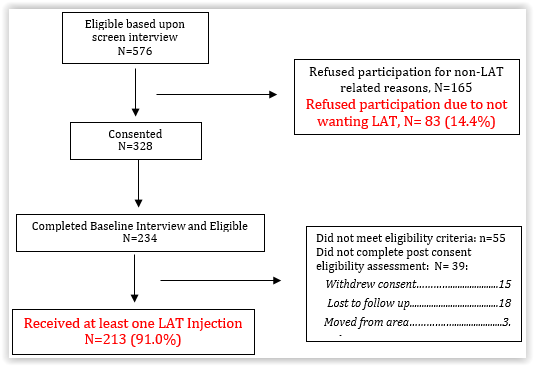 Eligible based upon
screen interview
N=576
Refused participation for non-LAT
related reasons, N=165
Refused participation due to not
wanting LAT, N= 83 (14.4%)
Consented
N=328
Completed Baseline Interview and Eligible
N=234
Did not meet eligibility criteria: n=55
Did not complete post consent
eligibility assessment: N= 39:
Withdrew consent.............................15
Lost to follow up..................................18
Moved from area................................3.
Received at least one LAT Injection
N=213 (91.0%)